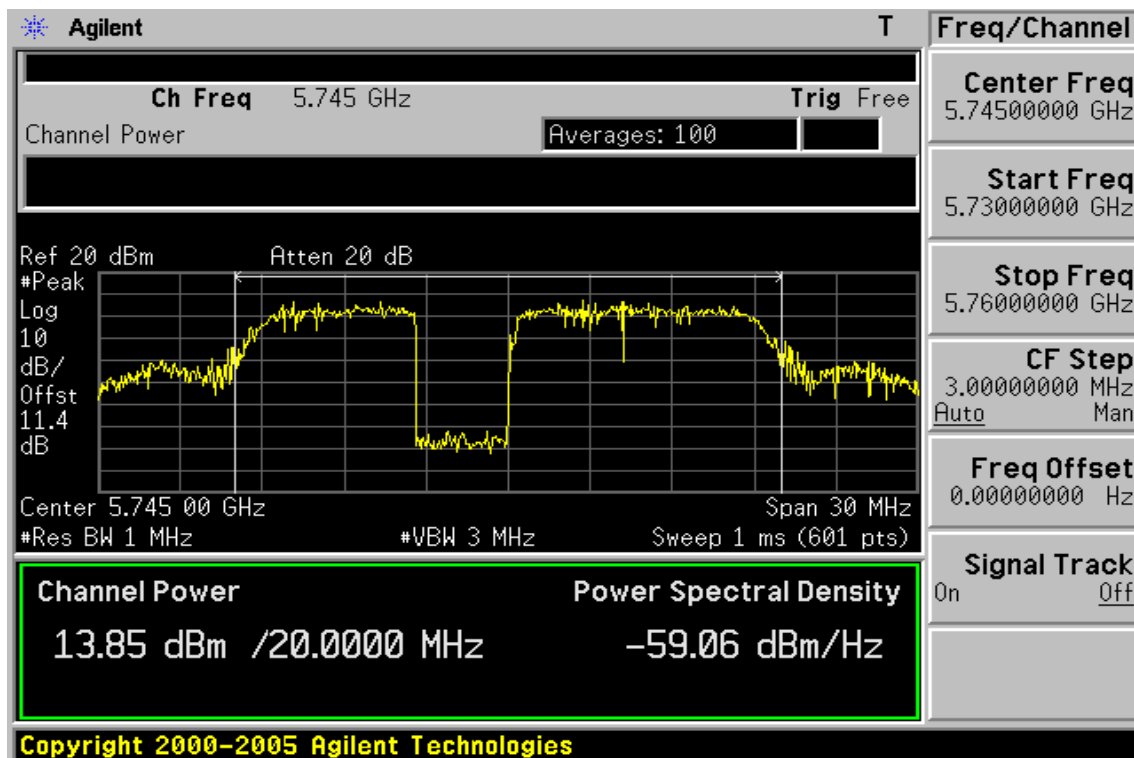 Agilent T
Ch Freq 5.745 GHz Trig Free
Channel Power Averages: 100
Ref 20 dBm Atten 20 dB
#Peak
Log
10
dB/
Offst
11.4
dB
Center 5.745 00 GHz Span 30 MHz
#Res BW 1 MHz #VBW 3 MHz Sweep 1 ms (601 pts)
Channel Power Power Spectral Density
13.85 dBm /20.0000 MHz -59.06 dBm/Hz
Copyright 2000-2005 Agilent Technologies
Freq/Channel
Center Freq
5.74500000 GHz
Start Freq
5.73000000 GHz
Stop Freq
5.76000000 GHz
CF Step
3.00000000 MHz
Auto Man
Freq Offset
0.00000000 Hz
Signal Track
On Off